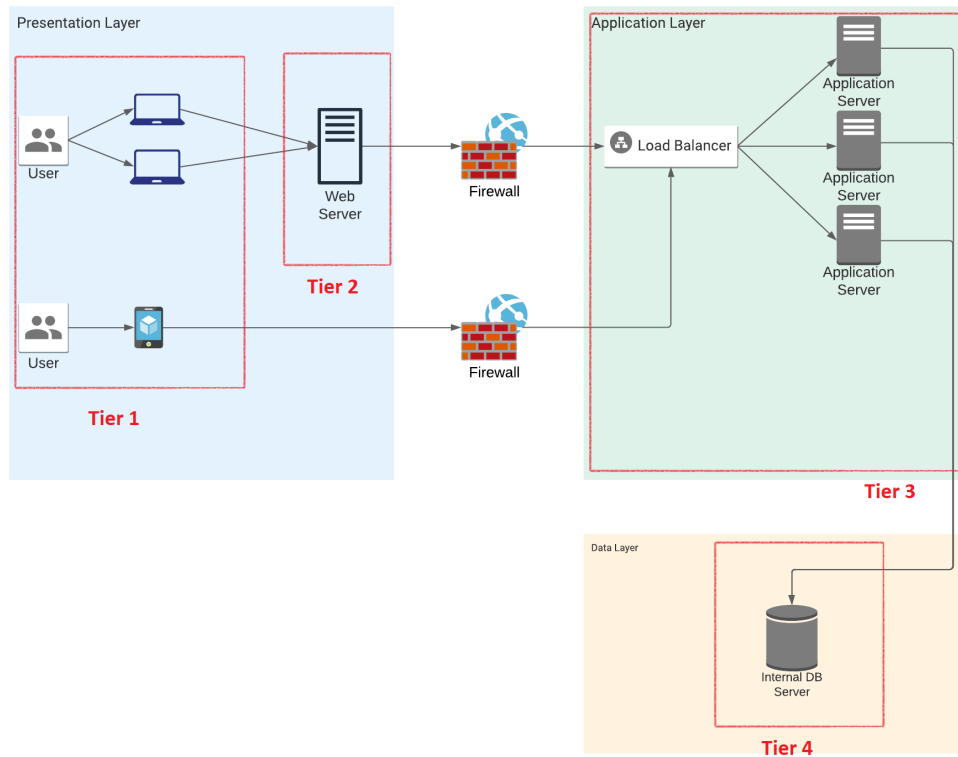 Presentation Layer
User
User
Tier 1
Web
Server
Tier 2
Firewall
Firewall
Application Layer
Load Balancer
Application
Server
Application
Server
Application
Server
Tier 3
Data Layer
Internal DB
Server
Tier 4